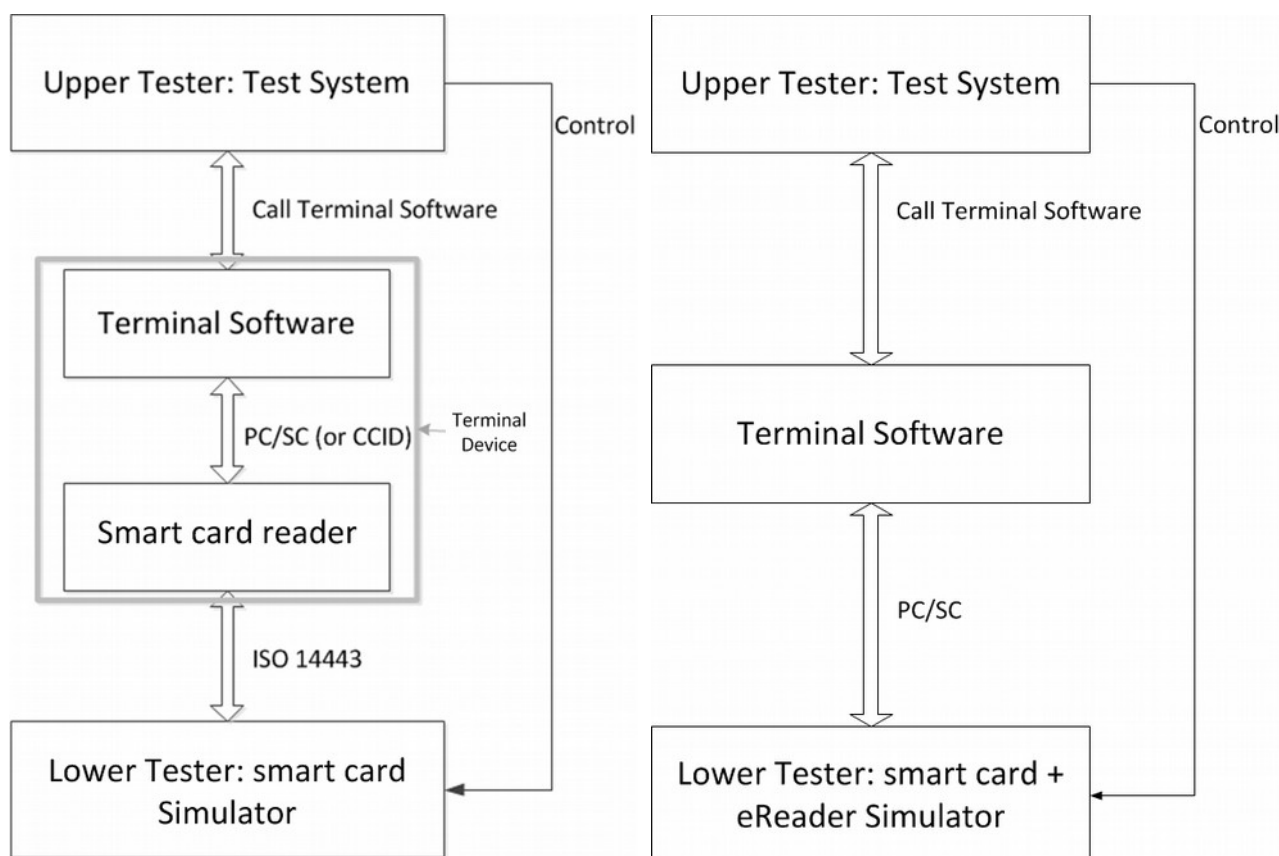 Upper Tester: Test System
Control
Call Terminal Software
Terminal Software
PC/SC (or CCID)
Terminal
Device
Smart card reader
ISO 14443
Lower Tester: smart card
Simulator
Upper Tester: Test System
Control
Call Terminal Software
Terminal Software
PC/SC
Lower Tester: smart card +
eReader Simulator